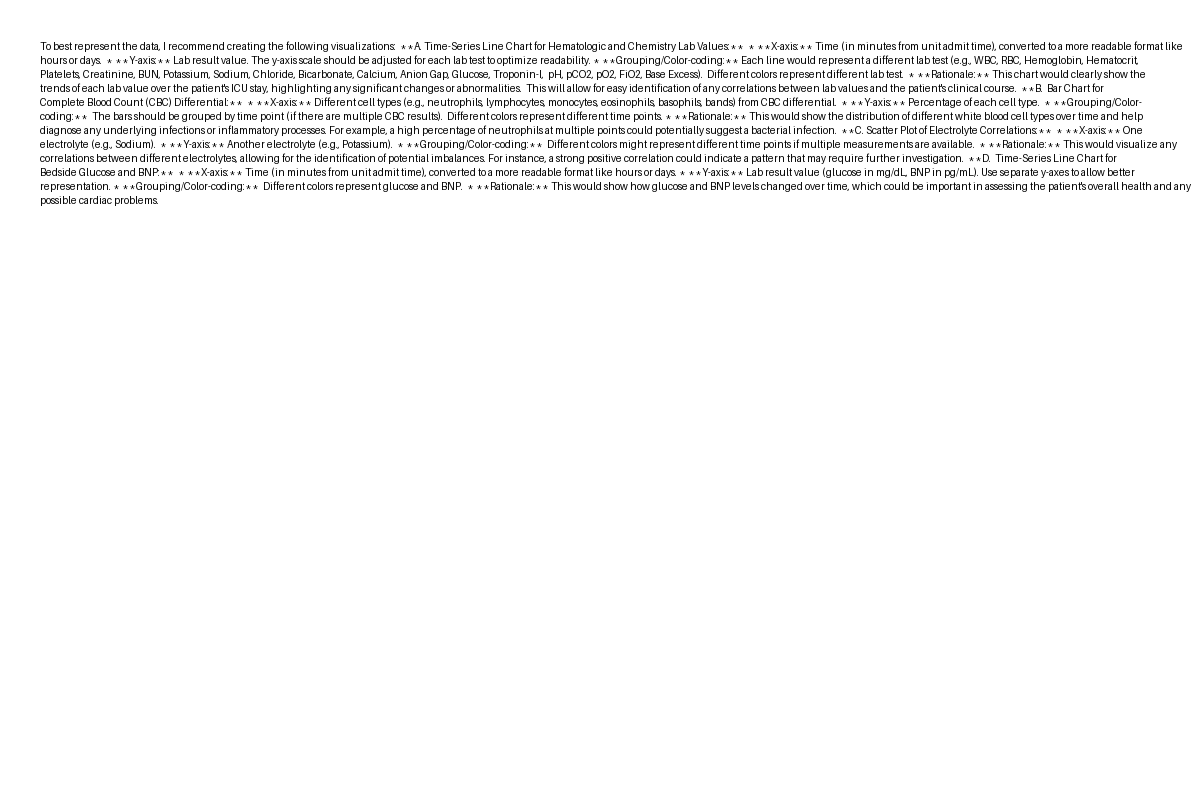 To best represent the data, I recommend creating the following visualizations:  **A. Time-Series Line Chart for Hematologic and Chemistry Lab Values:**  * **X-axis:** Time (in minutes from unit admit time), converted to a more readable format like
hours or days.  * **Y-axis:** Lab result value. The y-axis scale should be adjusted for each lab test to optimize readability. * **Grouping/Color-coding:** Each line would represent a different lab test (e.g., WBC, RBC, Hemoglobin, Hematocrit,
Platelets, Creatinine, BUN, Potassium, Sodium, Chloride, Bicarbonate, Calcium, Anion Gap, Glucose, Troponin-I,  pH, pCO2, pO2, FiO2, Base Excess).  Different colors represent different lab test.  * **Rationale:** This chart would clearly show the
trends of each lab value over the patient's ICU stay, highlighting any significant changes or abnormalities.  This will allow for easy identification of any correlations between lab values and the patient's clinical course.  **B.  Bar Chart for
Complete Blood Count (CBC) Differential:**  * **X-axis:** Different cell types (e.g., neutrophils, lymphocytes, monocytes, eosinophils, basophils, bands) from CBC differential.  * **Y-axis:** Percentage of each cell type.  * **Grouping/Color-
coding:**  The bars should be grouped by time point (if there are multiple CBC results).  Different colors represent different time points. * **Rationale:** This would show the distribution of different white blood cell types over time and help
diagnose any underlying infections or inflammatory processes. For example, a high percentage of neutrophils at multiple points could potentially suggest a bacterial infection.  **C. Scatter Plot of Electrolyte Correlations:**  * **X-axis:** One
electrolyte (e.g., Sodium).  * **Y-axis:** Another electrolyte (e.g., Potassium).  * **Grouping/Color-coding:**  Different colors might represent different time points if multiple measurements are available.  * **Rationale:** This would visualize any
correlations between different electrolytes, allowing for the identification of potential imbalances. For instance, a strong positive correlation could indicate a pattern that may require further investigation.  **D.  Time-Series Line Chart for
Bedside Glucose and BNP:**  * **X-axis:** Time (in minutes from unit admit time), converted to a more readable format like hours or days. * **Y-axis:** Lab result value (glucose in mg/dL, BNP in pg/mL). Use separate y-axes to allow better
representation. * **Grouping/Color-coding:**  Different colors represent glucose and BNP.  * **Rationale:** This would show how glucose and BNP levels changed over time, which could be important in assessing the patient's overall health and any
possible cardiac problems.